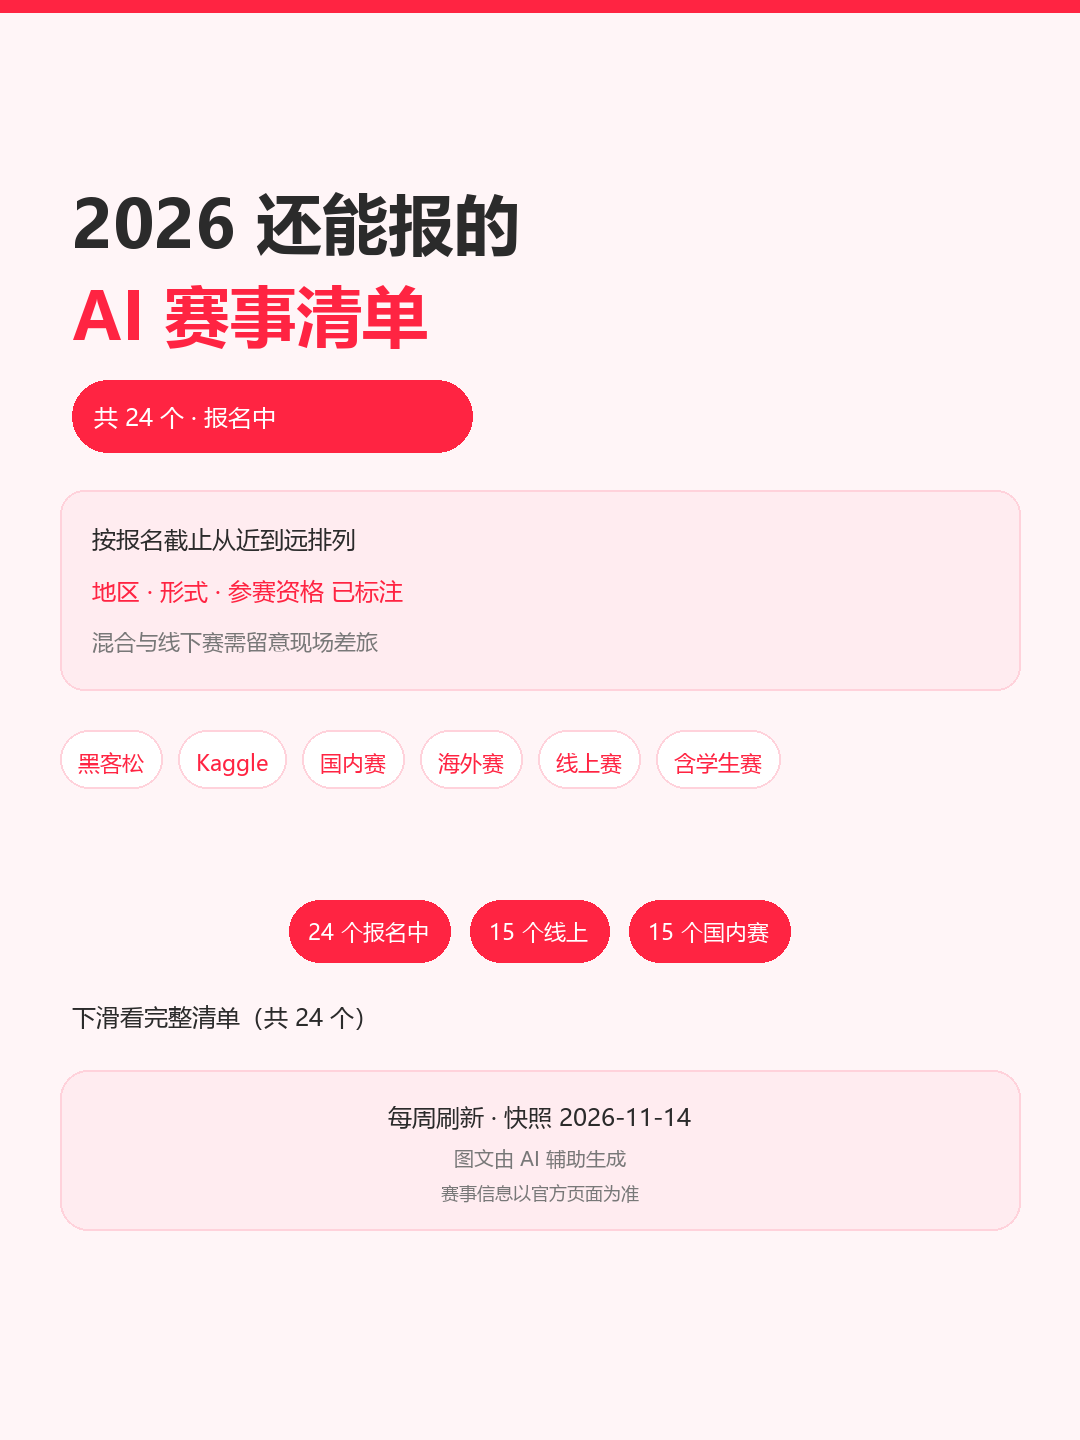 2026 还能报的
AI 赛事清单
共 24 个 · 报名中
按报名截止从近到远排列
地区 · 形式 · 参赛资格 已标注
混合与线下赛需留意现场差旅
黑客松 Kaggle 国内赛 海外赛 线上赛 含学生赛
24 个报名中 15 个线上 15 个国内赛
下滑看完整清单（共 24 个）
每周刷新 · 快照 2026-11-14
图文由 AI 辅助生成
赛事信息以官方页面为准